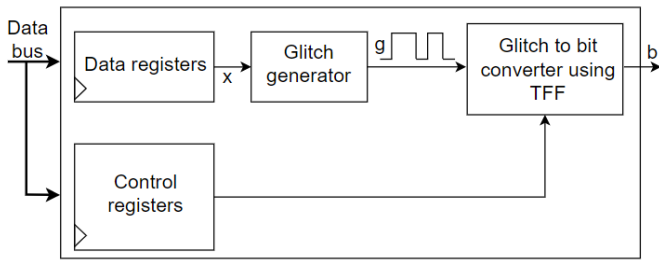 Data
bus
Data registers
x
Glitch
generator
g
Glitch to bit
converter using
TFF
b
Control
registers